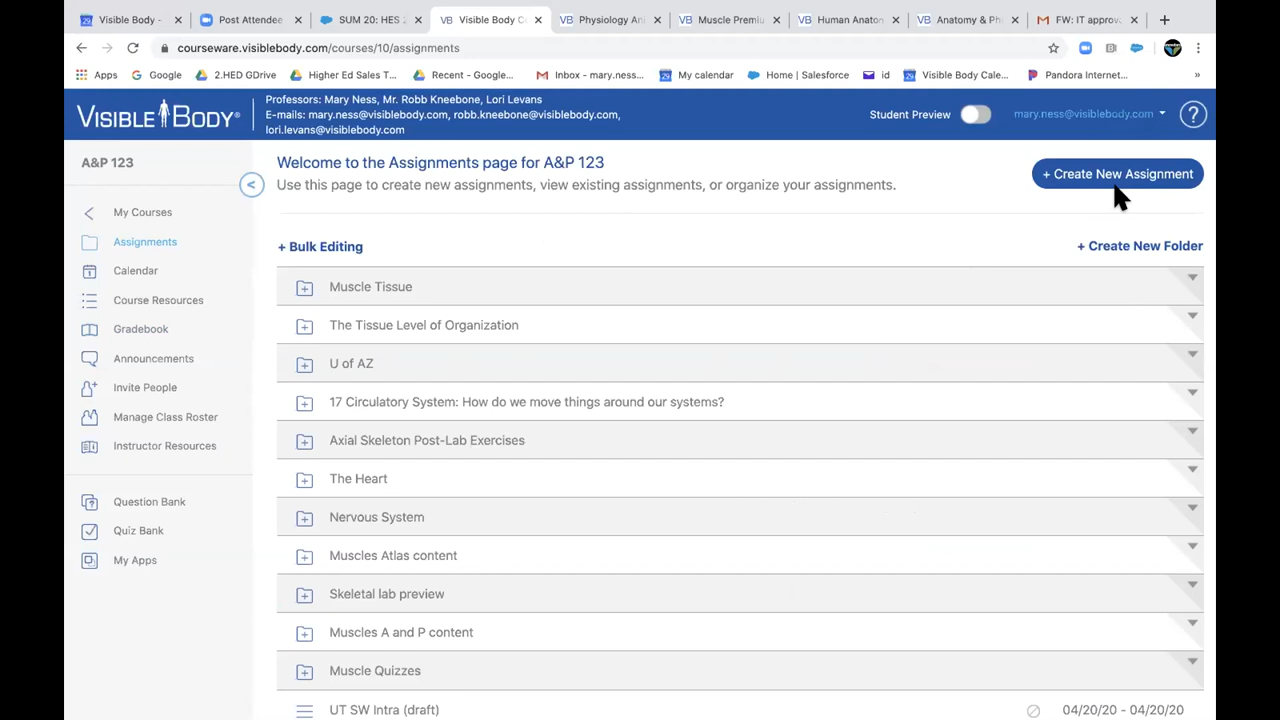 Visible Body -
Post Attendee
SUM 20: HES 2
Visible Body Co
Physiology Ani
Muscle Premiu
Human Anaton
Anatomy & Phy
FW: IT approv
courseware.visiblebody.com/courses/10/assignments
Apps
Google
2.HED GDrive
Higher Ed Sales T...
Recent - Google...
Inbox - mary.ness...
My calendar
Home | Salesforce
id
Visible Body Cale...
Pandora Internet...
»
VISIBLE BODY®
Professors: Mary Ness, Mr. Robb Kneebone, Lori Levans
E-mails: mary.ness@visiblebody.com, robb.kneebone@visiblebody.com,
lori.levans@visiblebody.com
Student Preview
mary.ness@visiblebody.com
?
A&P 123
<
My Courses
Assignments
Calendar
Course Resources
Gradebook
Announcements
Invite People
Manage Class Roster
Instructor Resources
Question Bank
Quiz Bank
My Apps
Welcome to the Assignments page for A&P 123
Use this page to create new assignments, view existing assignments, or organize your assignments.
+ Create New Assignment
+ Bulk Editing
+ Create New Folder
Muscle Tissue
The Tissue Level of Organization
U of AZ
17 Circulatory System: How do we move things around our systems?
Axial Skeleton Post-Lab Exercises
The Heart
Nervous System
Muscles Atlas content
Skeletal lab preview
Muscles A and P content
Muscle Quizzes
UT SW Intra (draft)
04/20/20 - 04/20/20